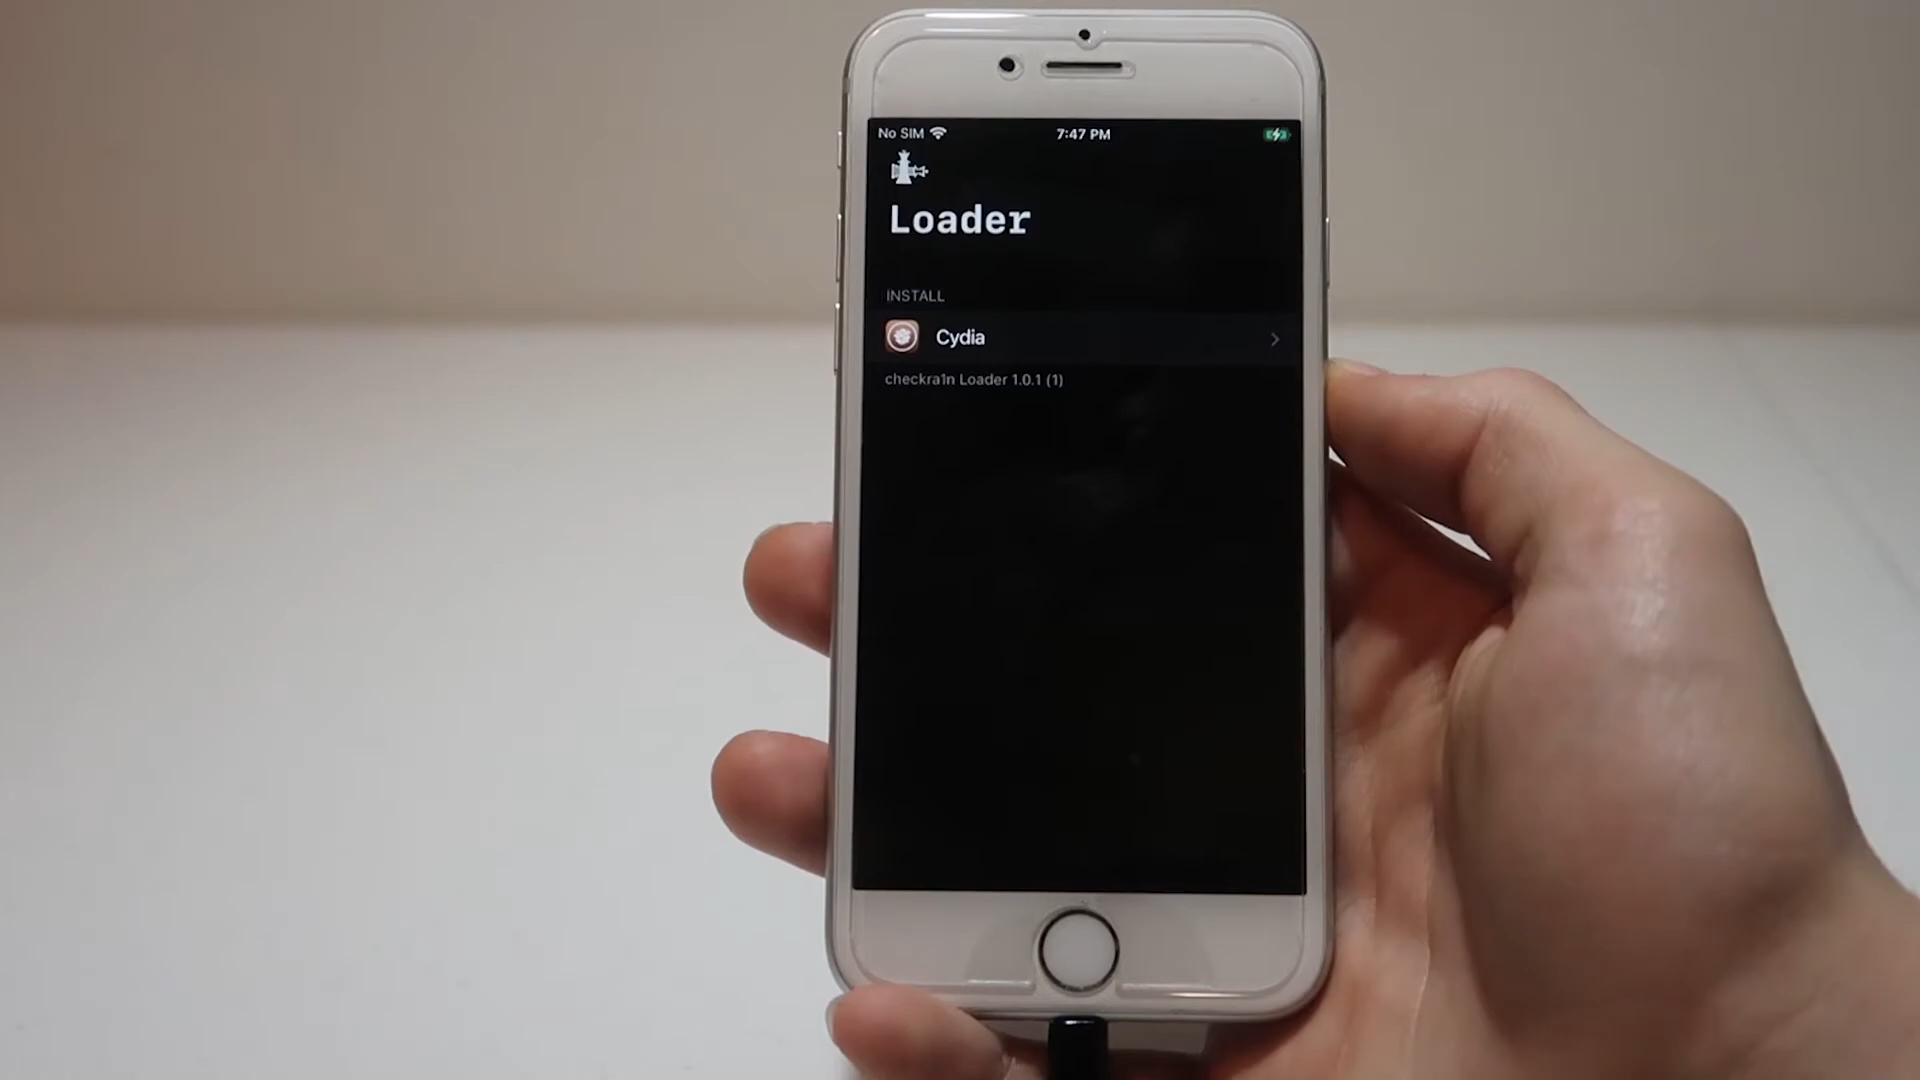 No SIM 7:47 PM
Loader
INSTALL
Cydia
checkra1n Loader 1.0.1 (1)